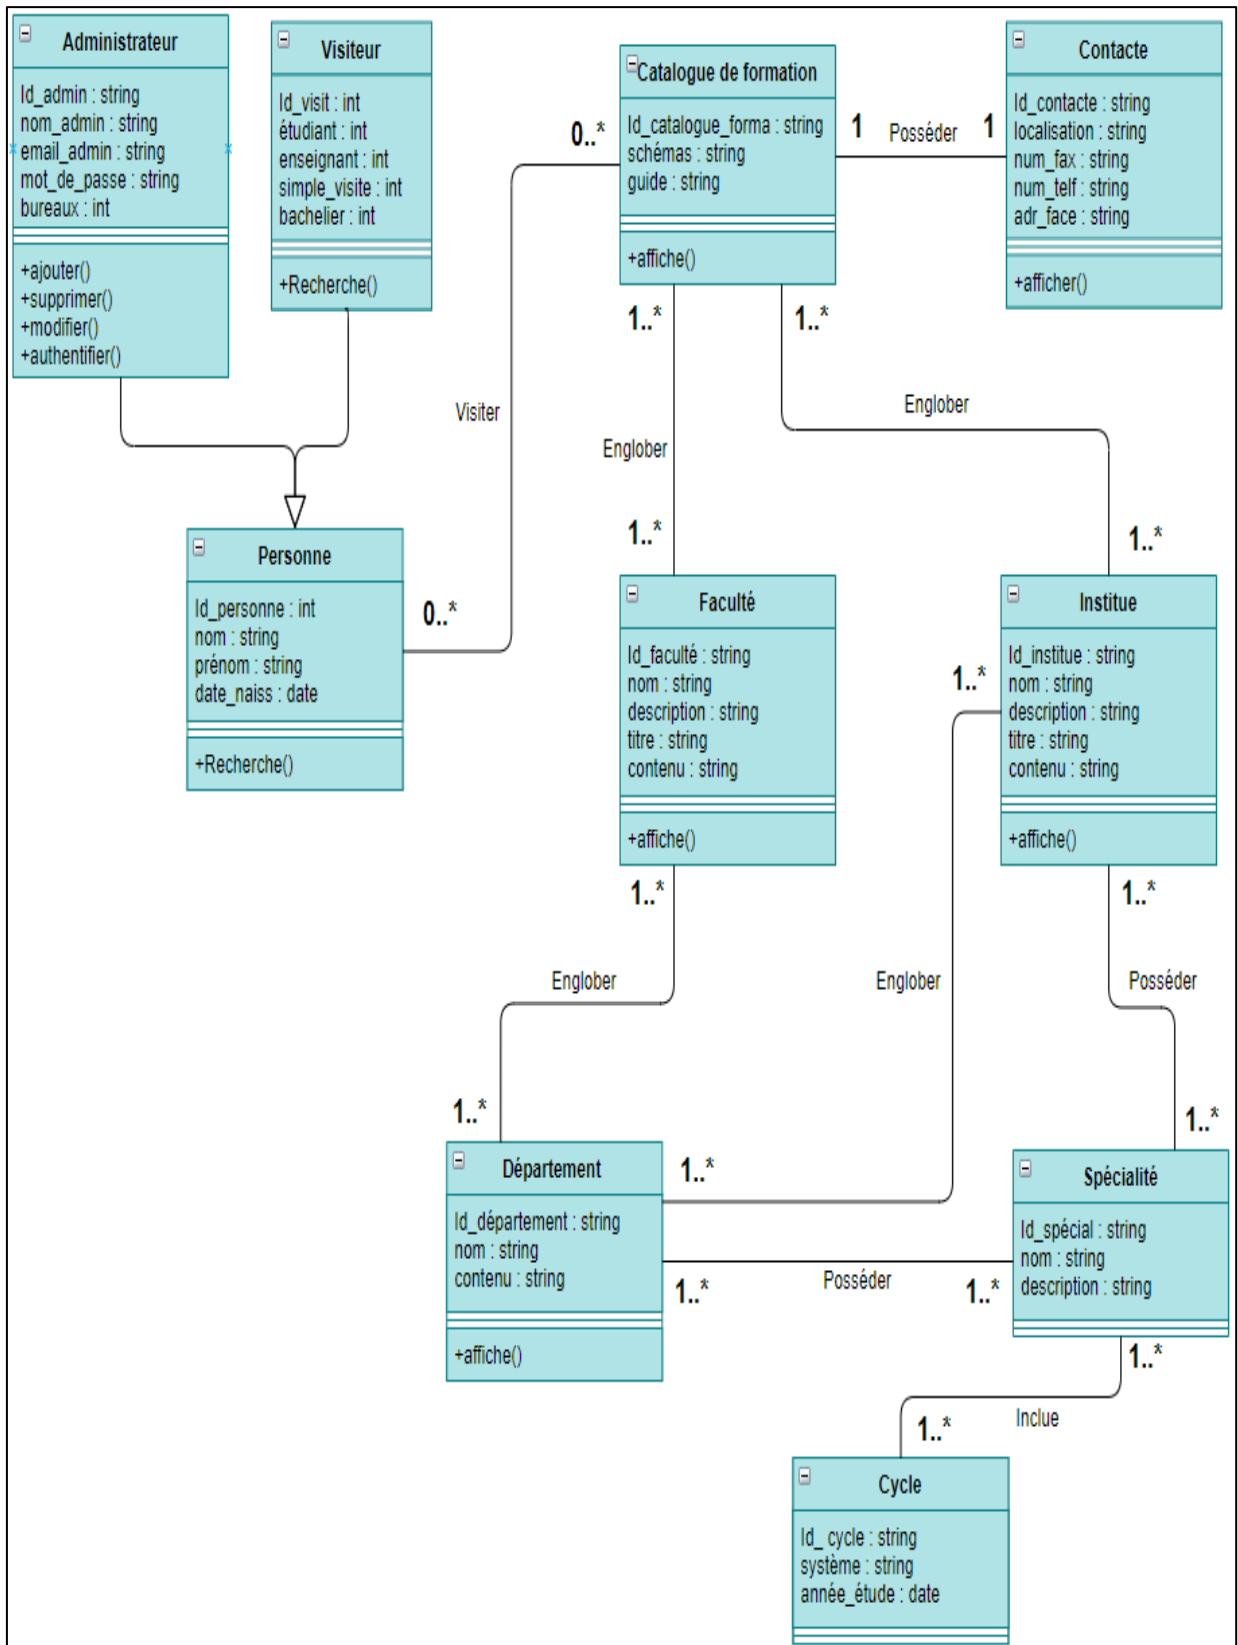 Administrateur
Id_admin : string
nom_admin : string
email_admin : string
mot_de_passe : string
bureaux : int
+ajouter()
+supprimer()
+modifier()
+authentifier()
Visiteur
Id_visit : int
étudiant : int
enseignant : int
simple_visite : int
bachelier : int
+Recherche()
Catalogue de formation
Id_catalogue_forma : string
schémas : string
guide : string
+affiche()
Contacte
Id_contacte : string
localisation : string
num_fax : string
num_telf : string
adr_face : string
+afficher()
0..*
1
Posséder
1
1..*
1..*
Visiter
Englober
Englober
1..*
1..*
Personne
Id_personne : int
nom : string
prénom : string
date_naiss : date
+Recherche()
0..*
Faculté
Id_faculté : string
nom : string
description : string
titre : string
contenu : string
+affiche()
Institue
Id_institue : string
nom : string
description : string
titre : string
contenu : string
+affiche()
1..*
1..*
1..*
Englober
Englober
Posséder
1..*
1..*
1..*
Département
Id_département : string
nom : string
contenu : string
+affiche()
Spécialité
Id_spécial : string
nom : string
description : string
1..*
Posséder
1..*
1..*
Inclue
1..*
Cycle
Id_ cycle : string
système : string
année_étude : date